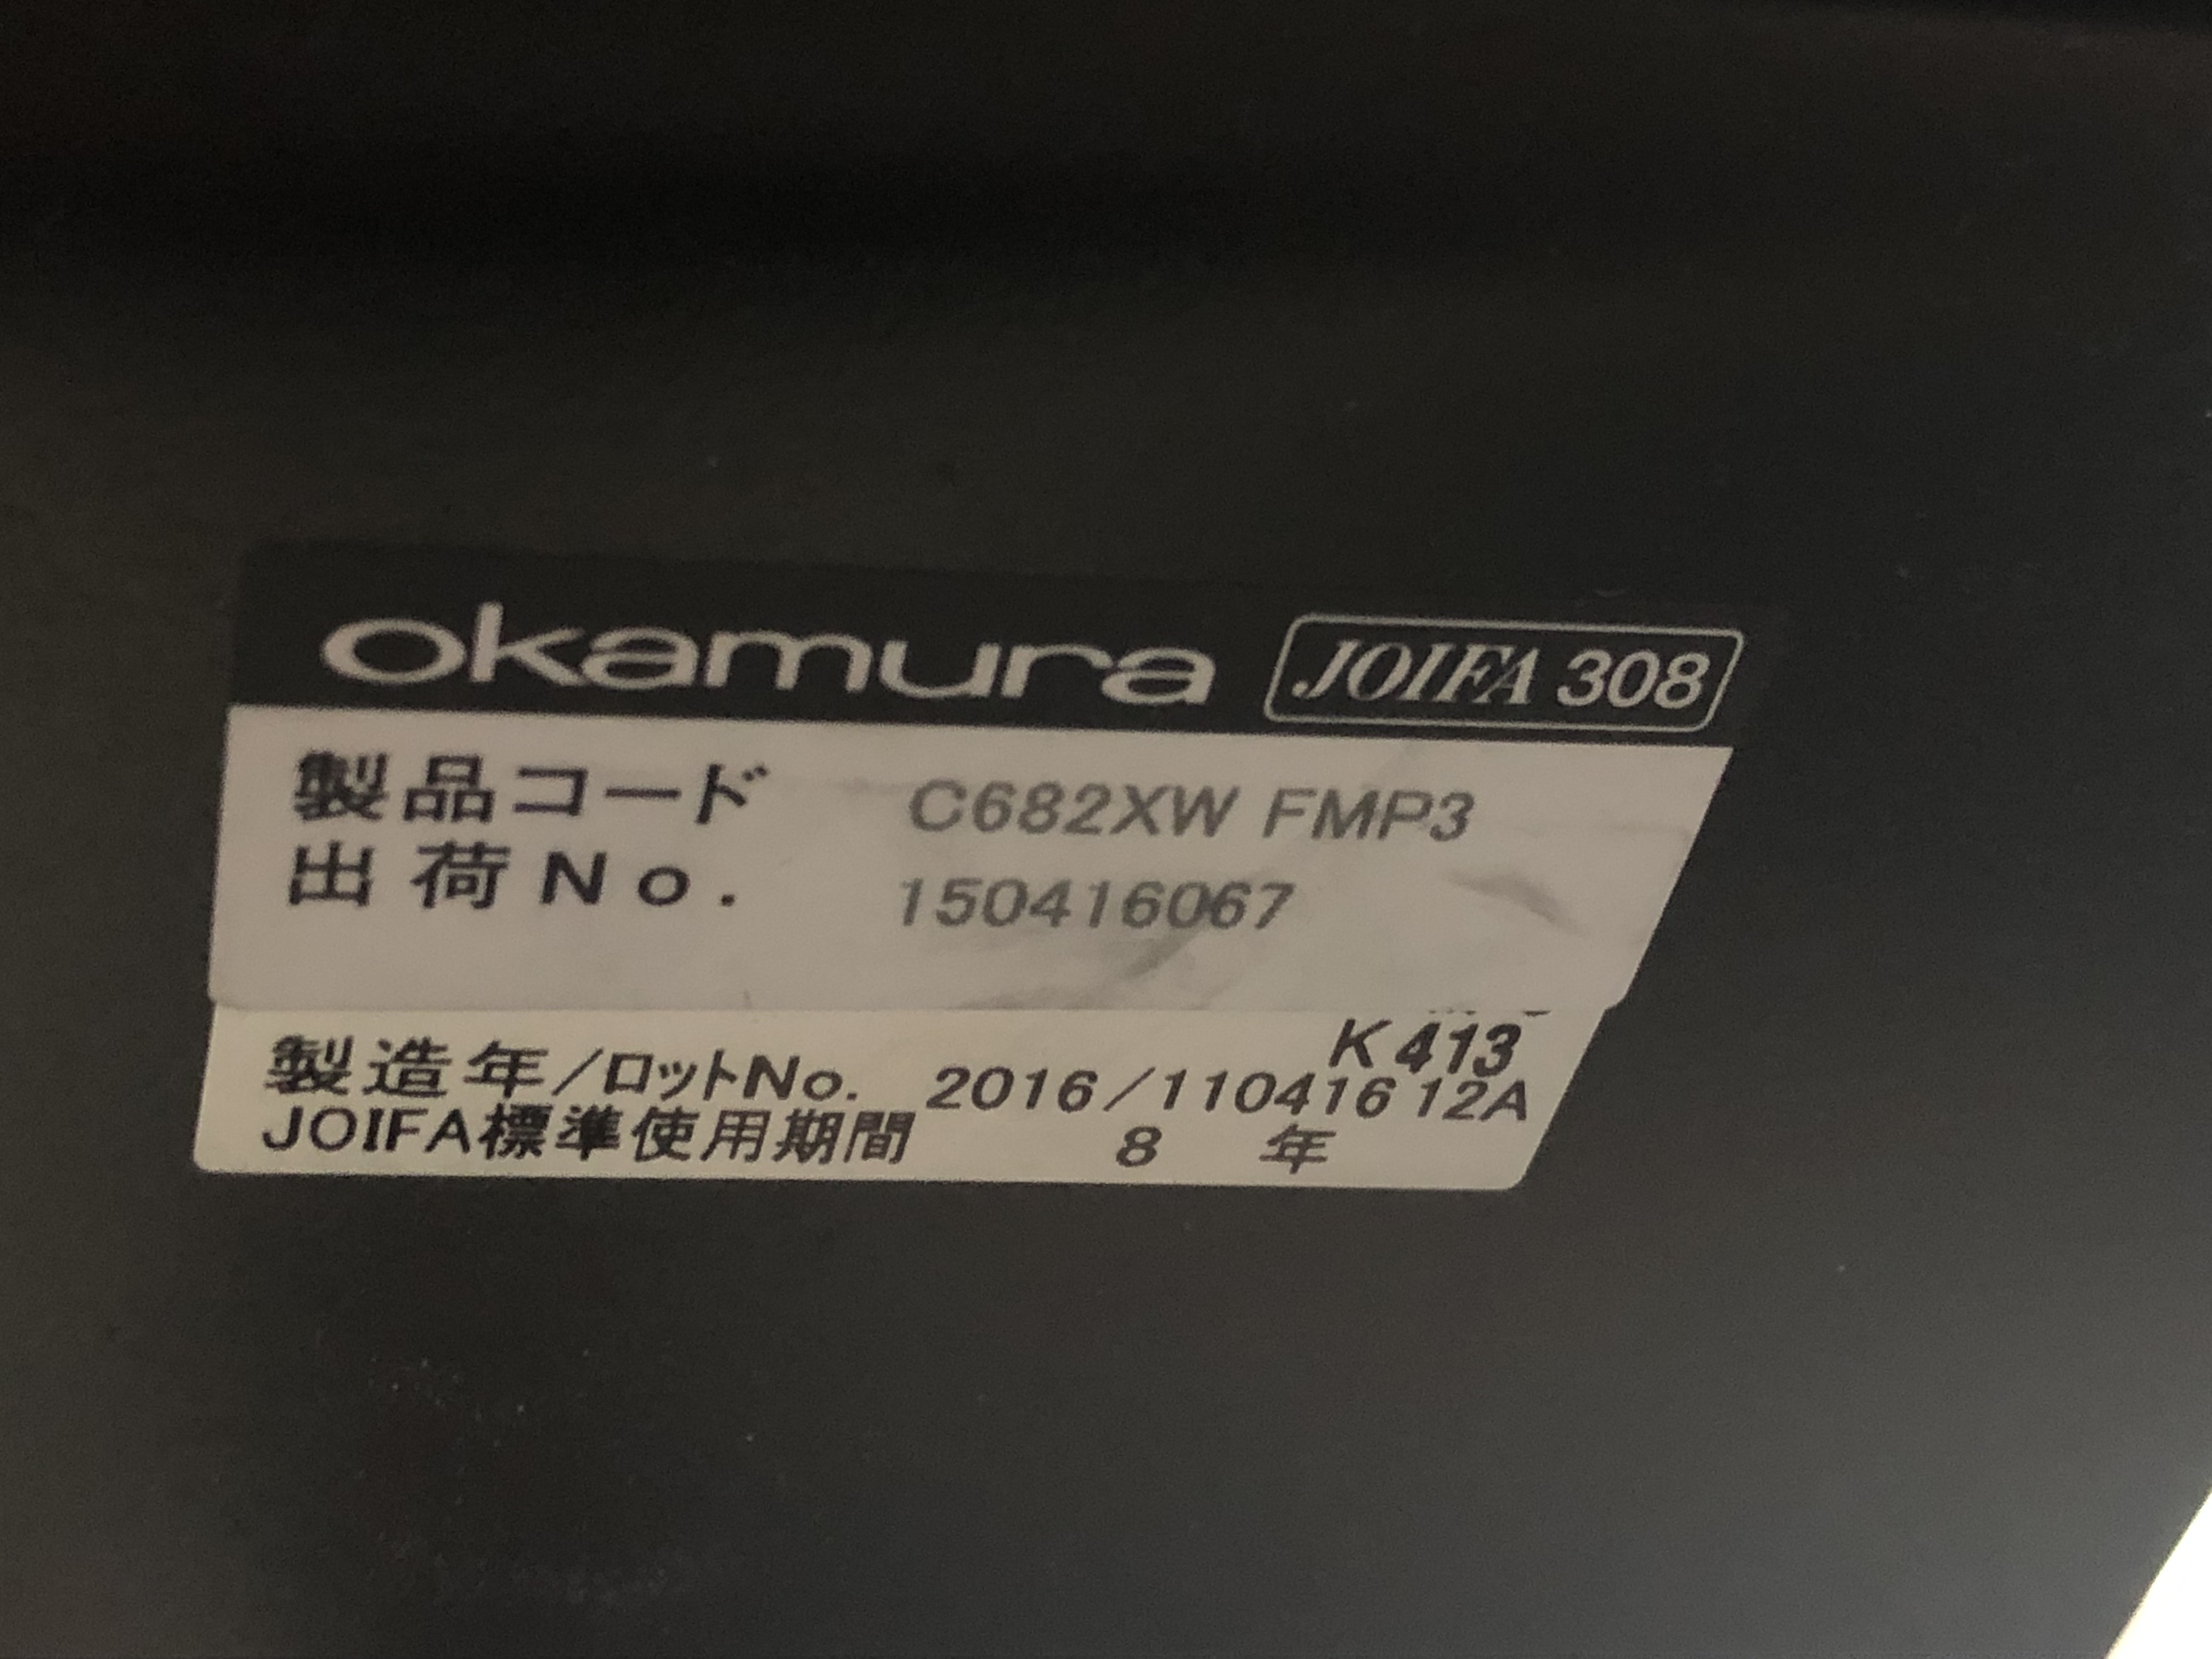 okamura JOIFA 308
製品コード C682XW FMP3
出荷No. 150416067
K413
製造年/ロットNo. 2016/110416 12A
JOIFA標準使用期間 8 年